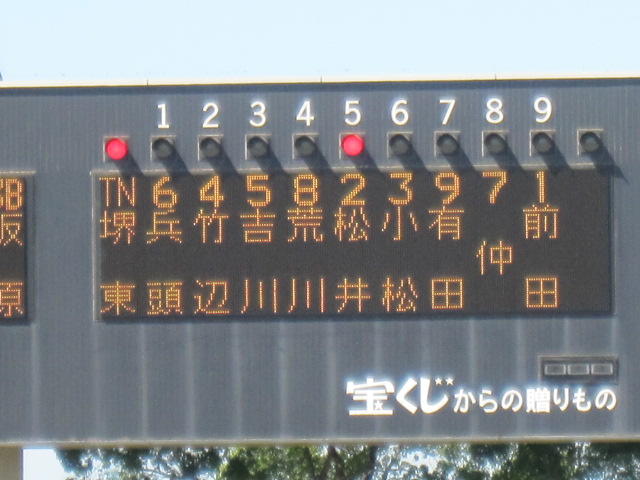 1 2 3 4 5 6 7 8 9
TN 6 4 5 8 2 3 9 7 1
堺東
兵頭
竹辺
吉川
荒川
松井
小松
有田
仲
前田
宝くじからの贈りもの